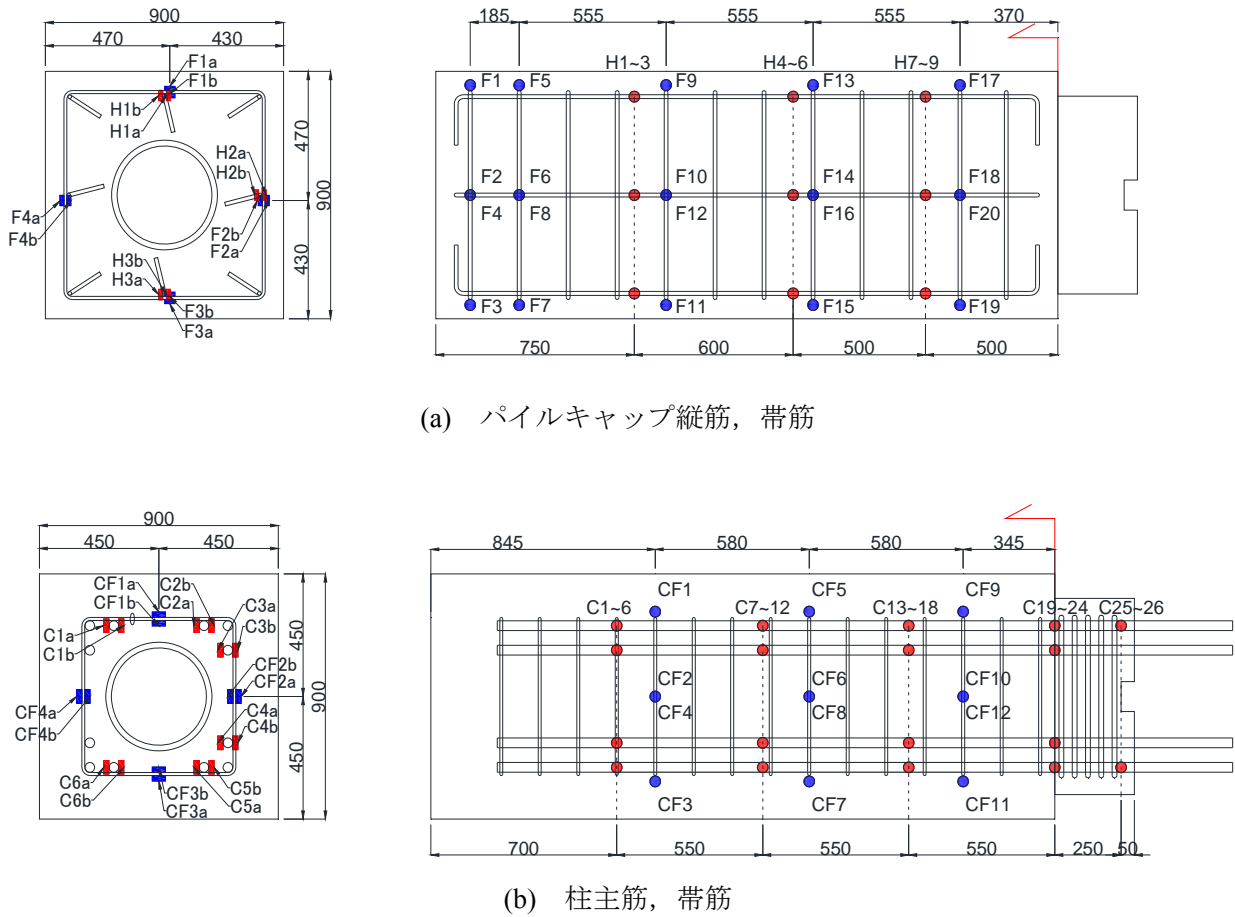 900
470
430
F1a
F1b
H1b
H1a
H2a
H2b
F4a
F4b
F2b
F2a
H3b
H3a
F3b
F3a
470
430
900
185
555
555
555
370
H1~3
H4~6
H7~9
F1
F5
F9
F13
F17
F2
F6
F10
F14
F18
F4
F8
F12
F16
F20
F3
F7
F11
F15
F19
750
600
500
500
(a) パイルキャップ縦筋，帯筋
900
450
450
CF1a
CF1b
C2b
C2a
C3a
C3b
C1a
C1b
CF2b
CF2a
CF4a
CF4b
C4a
C4b
C6a
C6b
CF3b
CF3a
C5b
C5a
450
450
900
845
580
580
345
CF1
CF5
CF9
C1~6
C7~12
C13~18
C19~24
C25~26
CF2
CF6
CF10
CF4
CF8
CF12
CF3
CF7
CF11
700
550
550
550
250
50
(b) 柱主筋，帯筋